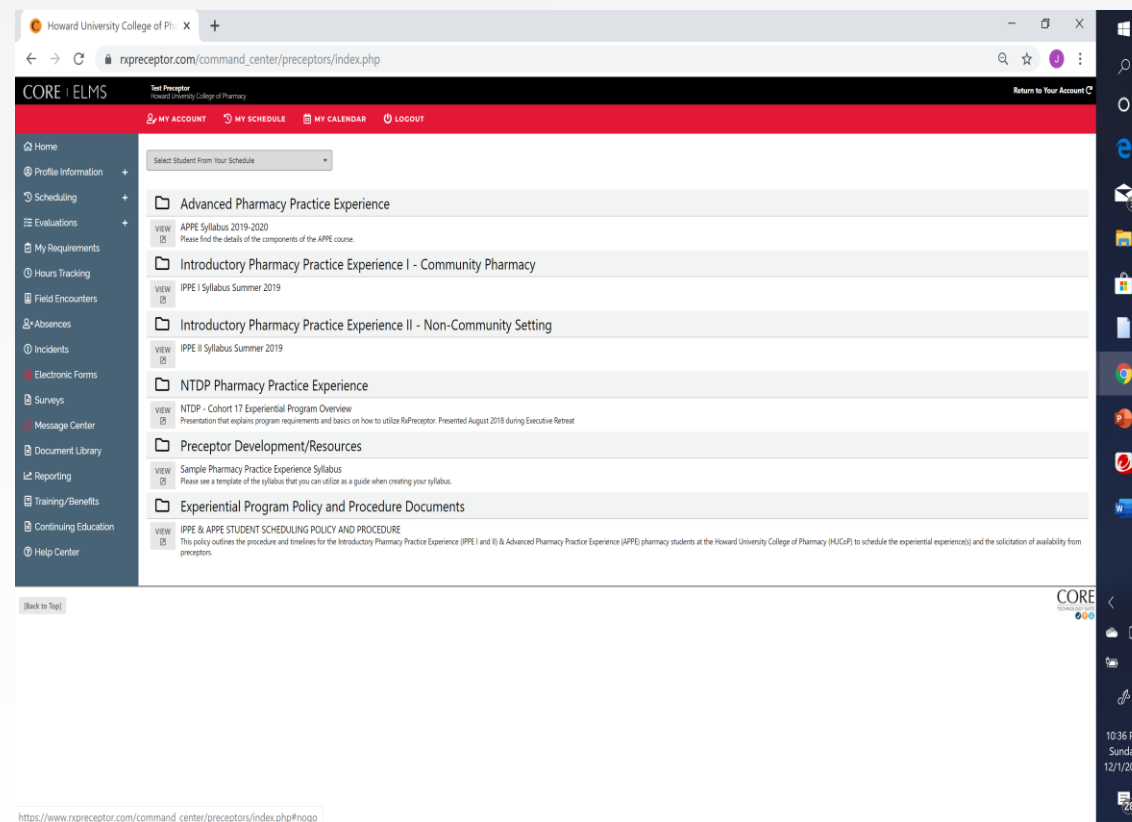 Howard University College of Ph
rxpreceptor.com/command_center/preceptors/index.php
J
CORE ELMS
Test Preceptor
Howard University College of Pharmacy
Return to Your Account
MY ACCOUNT MY SCHEDULE MY CALENDAR LOGOUT
Home
Profile Information +
Scheduling +
Evaluations +
My Requirements
Hours Tracking
Field Encounters
Absences
Incidents
Electronic Forms
Surveys
Message Center
Document Library
Reporting
Training/Benefits
Continuing Education
Help Center
Select Student From Your Schedule
Advanced Pharmacy Practice Experience
VIEW APPE Syllabus 2019-2020
Please find the details of the components of the APPE course.
Introductory Pharmacy Practice Experience I - Community Pharmacy
VIEW IPPE I Syllabus Summer 2019
Introductory Pharmacy Practice Experience II - Non-Community Setting
VIEW IPPE II Syllabus Summer 2019
NTDP Pharmacy Practice Experience
VIEW NTDP - Cohort 17 Experiential Program Overview
Presentation that explains program requirements and basics on how to utilize RxPreceptor. Presented August 2018 during Executive Retreat
Preceptor Development/Resources
VIEW Sample Pharmacy Practice Experience Syllabus
Please see a template of the syllabus that you can utilize as a guide when creating your syllabus.
Experiential Program Policy and Procedure Documents
VIEW IPPE & APPE STUDENT SCHEDULING POLICY AND PROCEDURE
This policy outlines the procedure and timelines for the Introductory Pharmacy Practice Experience (IPPE I and II) & Advanced Pharmacy Practice Experience (APPE) pharmacy students at the Howard University College of Pharmacy (HUCoP) to schedule the experiential experience(s) and the solicitation of availability from
preceptors.
[Back to Top]
CORE
TECHNOLOGY SUITE
10:36 P
Sunda
12/1/20
28
https://www.rxpreceptor.com/command_center/preceptors/index.php#nogo